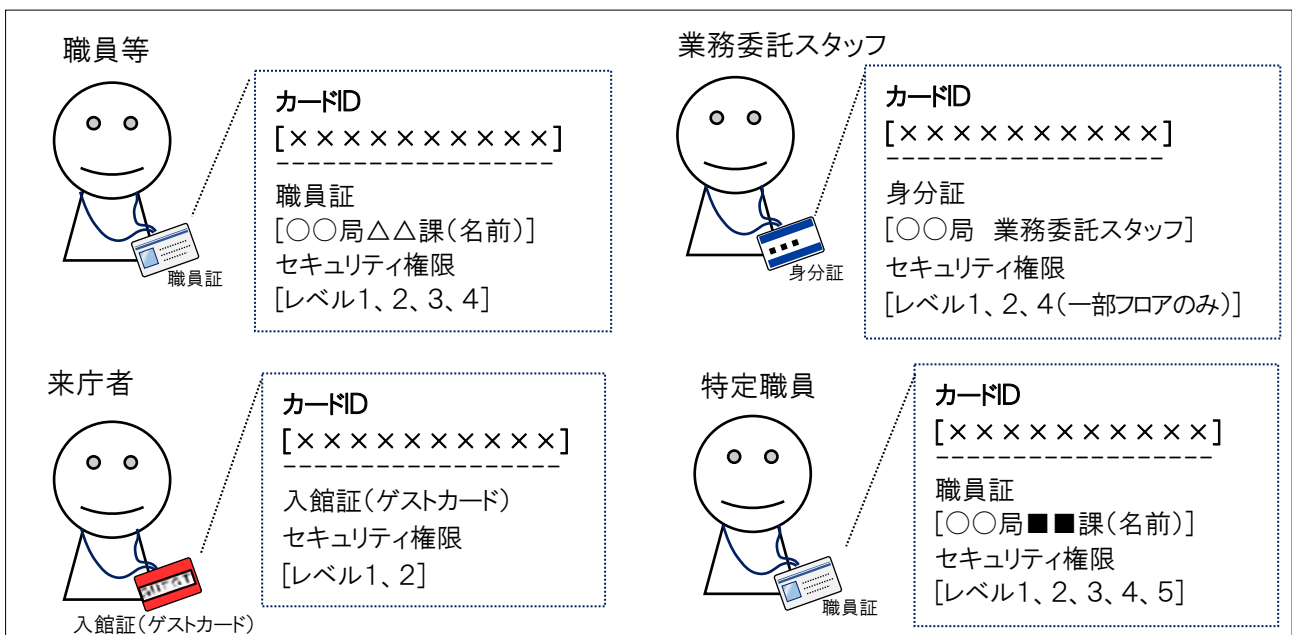 職員等
カードID
[××××××××××]
------------------
職員証
[○○局△△課(名前)]
セキュリティ権限
[レベル1、2、3、4]
職員証
業務委託スタッフ
カードID
[××××××××××]
------------------
身分証
[○○局　業務委託スタッフ]
セキュリティ権限
[レベル1、2、4(一部フロアのみ)]
身分証
来庁者
カードID
[××××××××××]
------------------
入館証(ゲストカード)
セキュリティ権限
[レベル1、2]
入館証(ゲストカード)
特定職員
カードID
[××××××××××]
------------------
職員証
[○○局■■課(名前)]
セキュリティ権限
[レベル1、2、3、4、5]
職員証